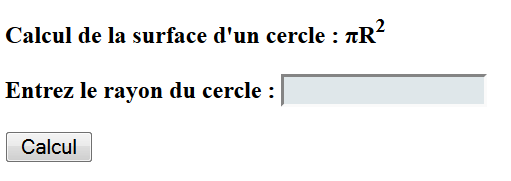 Calcul de la surface d'un cercle : πR²
Entrez le rayon du cercle :
Calcul